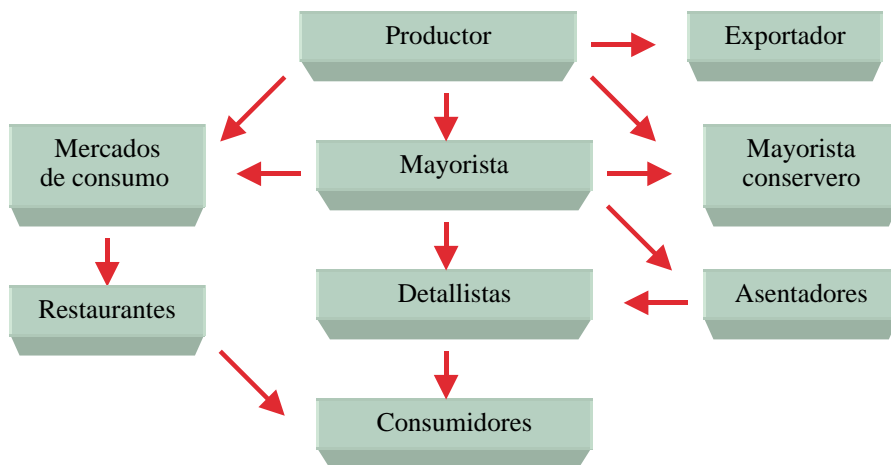 Productor
Exportador
Mercados
de consumo
Mayorista
Mayorista
conservero
Restaurantes
Detallistas
Asentadores
Consumidores